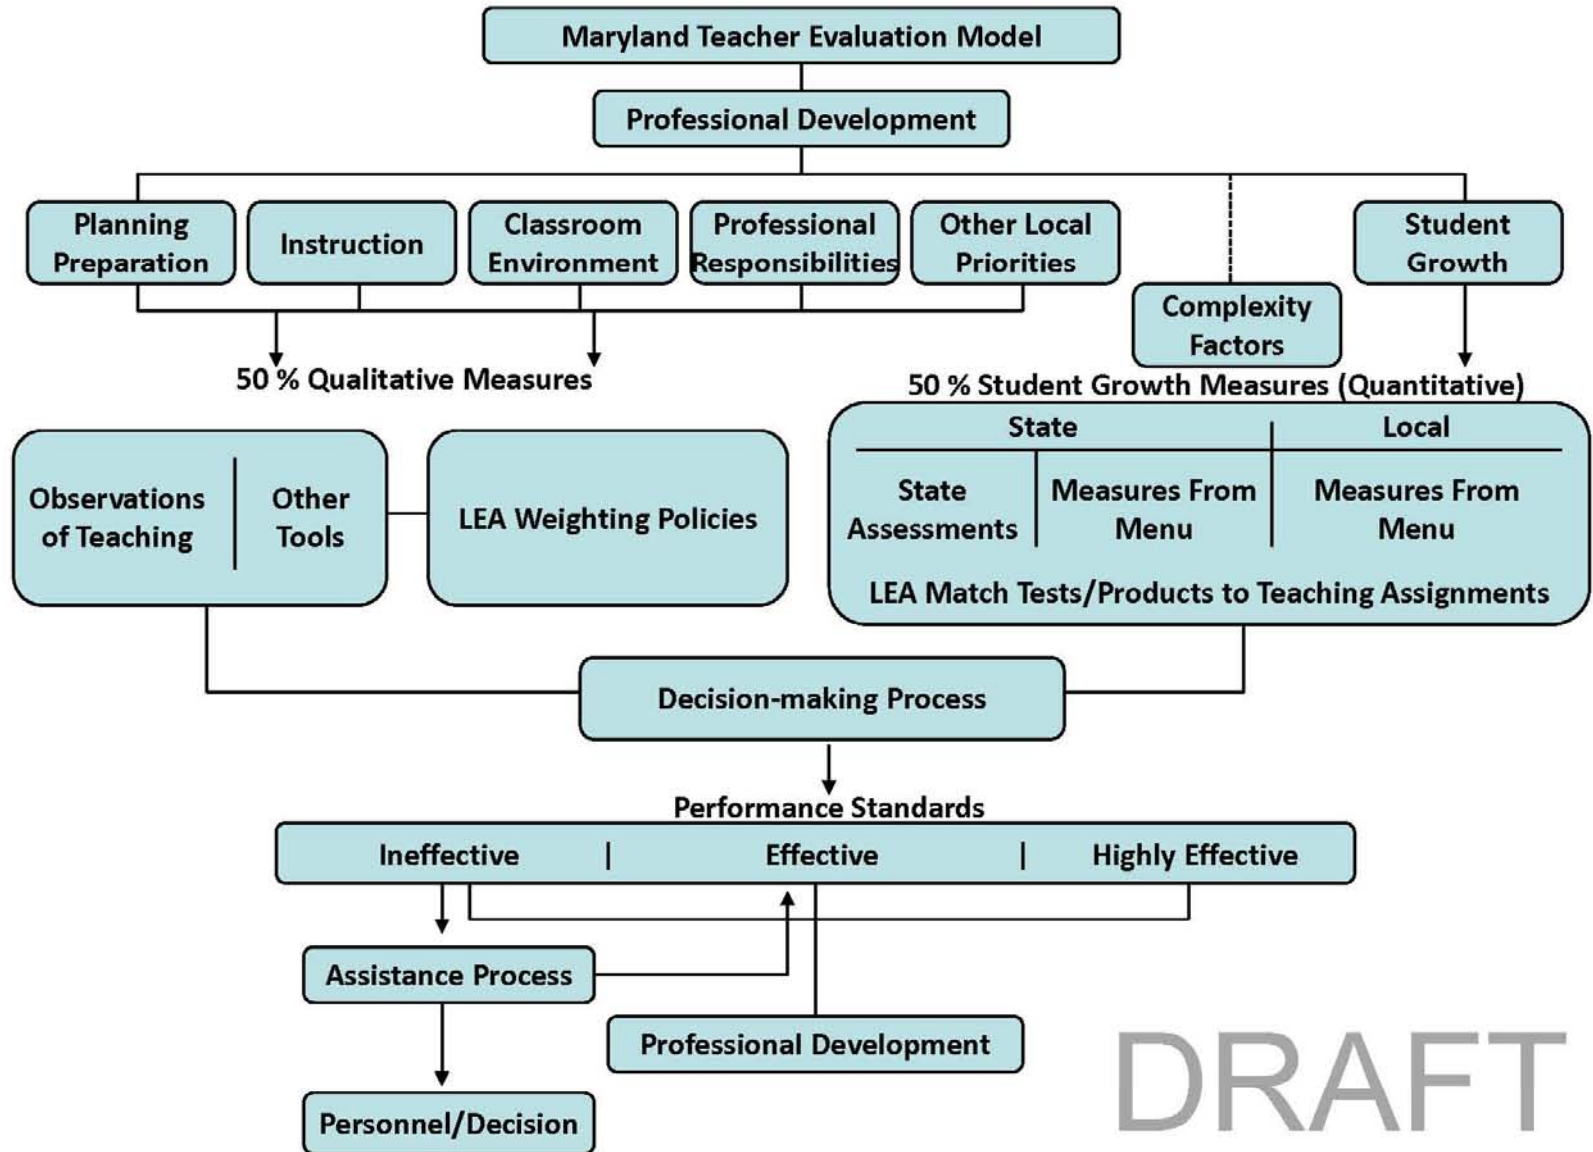 Maryland Teacher Evaluation Model
Professional Development
Planning
Preparation
Instruction
Classroom
Environment
Professional
Responsibilities
Other Local
Priorities
Complexity
Factors
Student
Growth
50 % Qualitative Measures
50 % Student Growth Measures (Quantitative)
Observations
of Teaching
Other
Tools
LEA Weighting Policies
State
Local
State
Assessments
Measures From
Menu
Measures From
Menu
LEA Match Tests/Products to Teaching Assignments
Decision-making Process
Performance Standards
Ineffective | Effective | Highly Effective
Assistance Process
Professional Development
Personnel/Decision
DRAFT